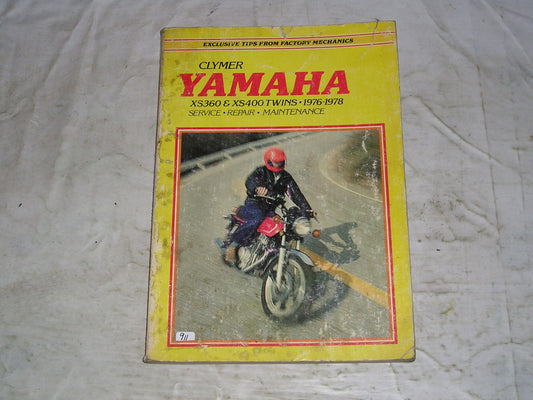 EXCLUSIVE TIPS FROM FACTORY MECHANICS
CLYMER
YAMAHA
XS360 & XS400 TWINS • 1976-1978
SERVICE • REPAIR • MAINTENANCE
911